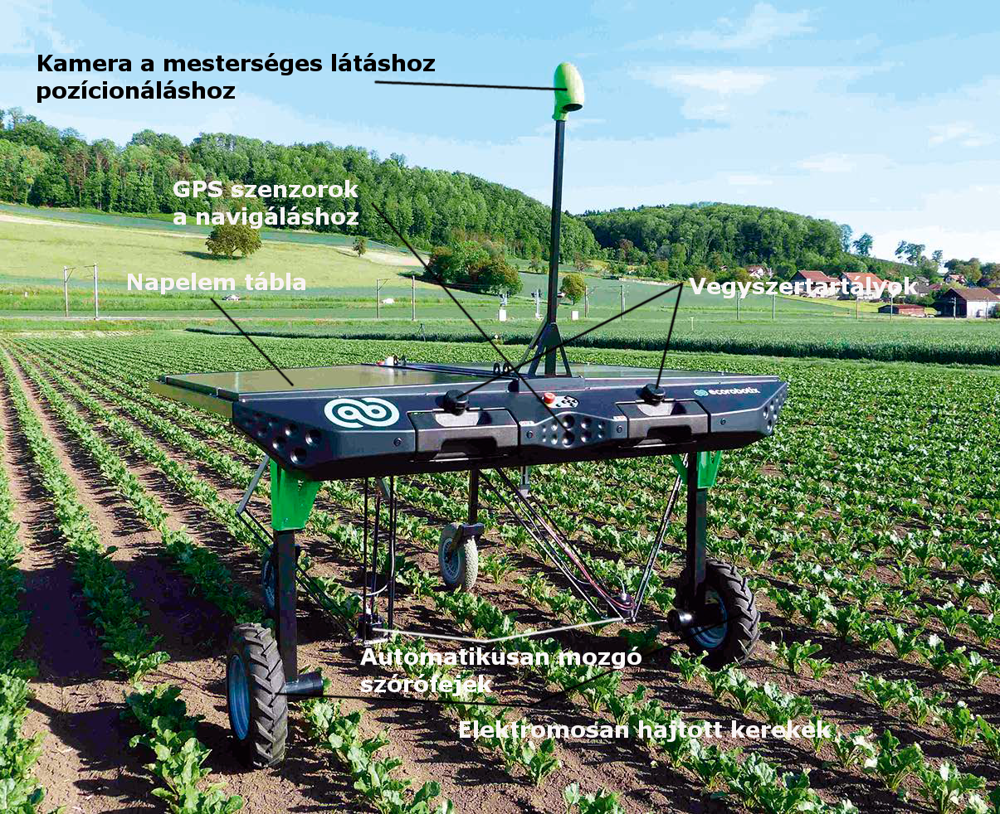 Kamera a mesterséges látáshoz
pozícionáláshoz
GPS szenzorok
a navigáláshoz
Napelem tábla
Vegyszertartályok
ecorobotix
Automatikusan mozgó
szórófejek
Elektromosan hajtott kerekek